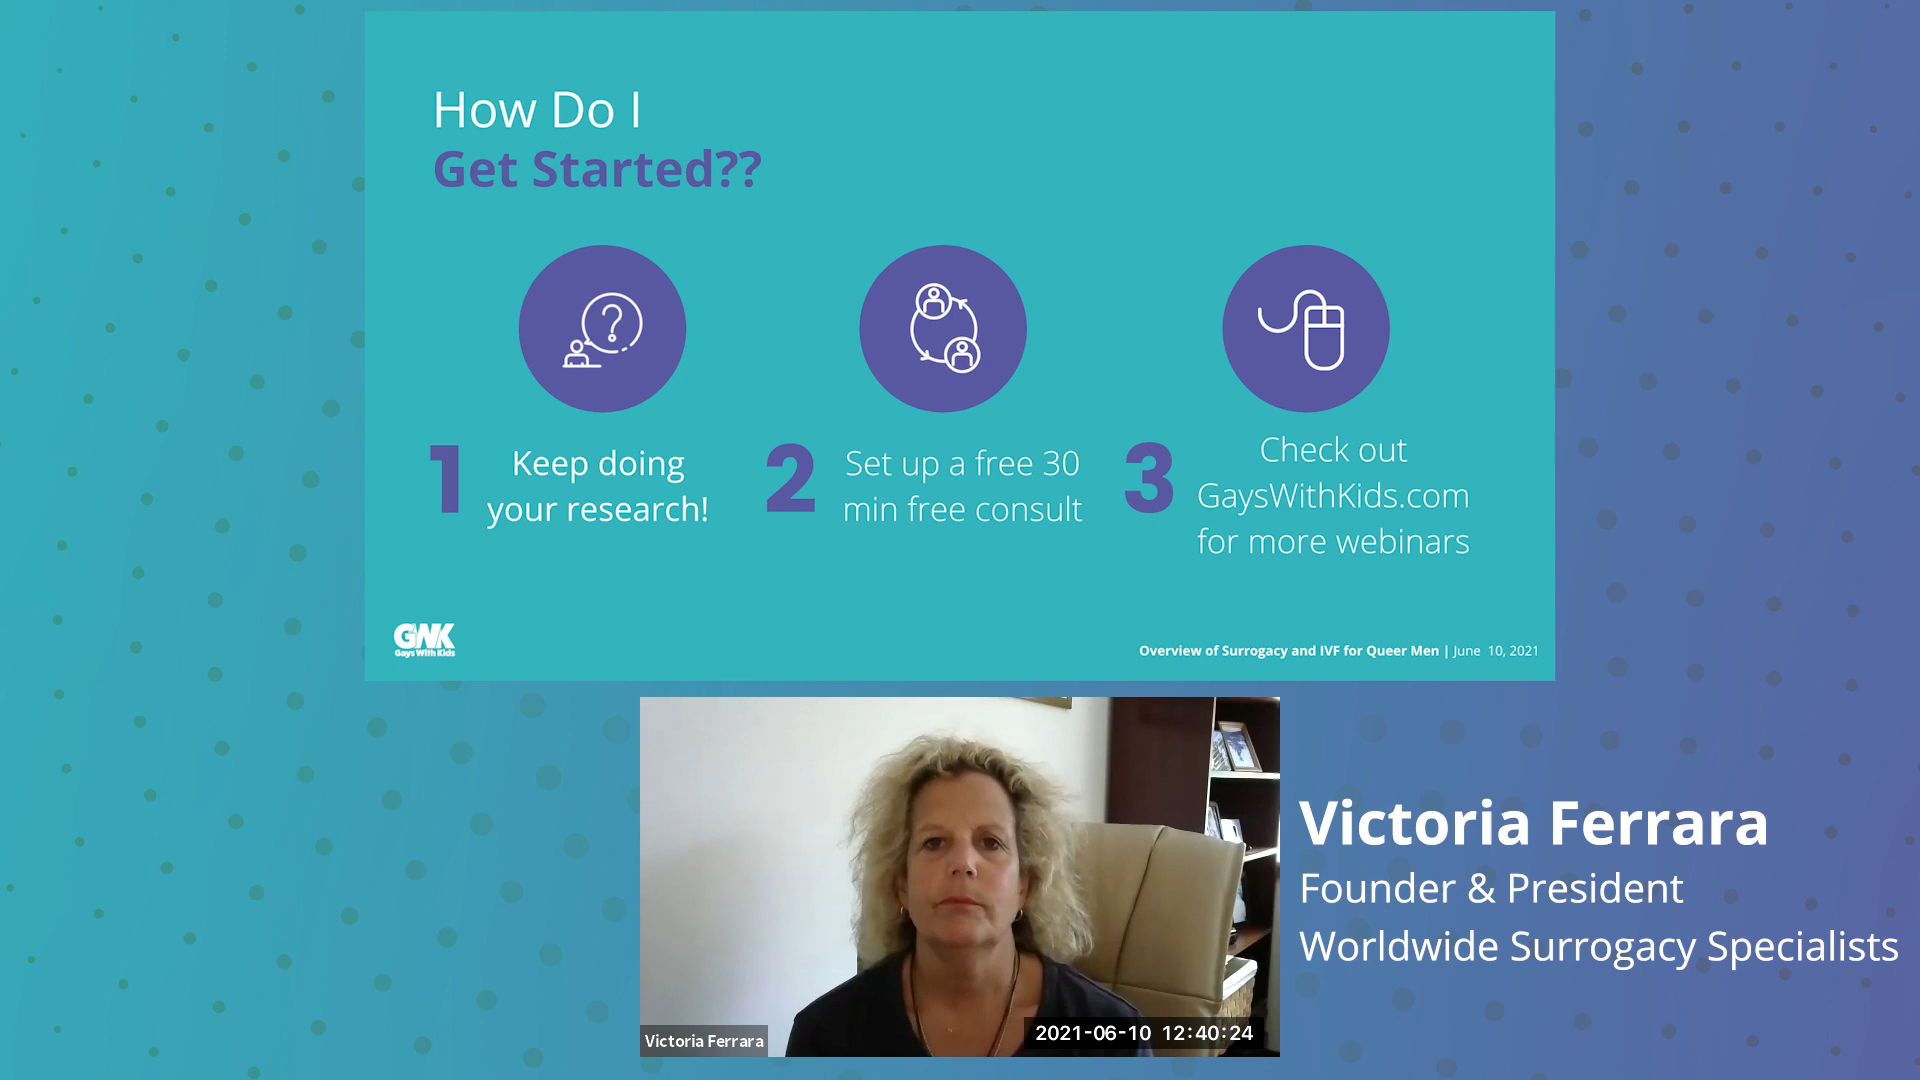 How Do I
Get Started??
1
Keep doing
your research!
2
Set up a free 30
min free consult
3
Check out
GaysWithKids.com
for more webinars
GWK
Gays With Kids
Overview of Surrogacy and IVF for Queer Men | June 10, 2021
Victoria Ferrara
2021-06-10 12:40:24
Victoria Ferrara
Founder & President
Worldwide Surrogacy Specialists